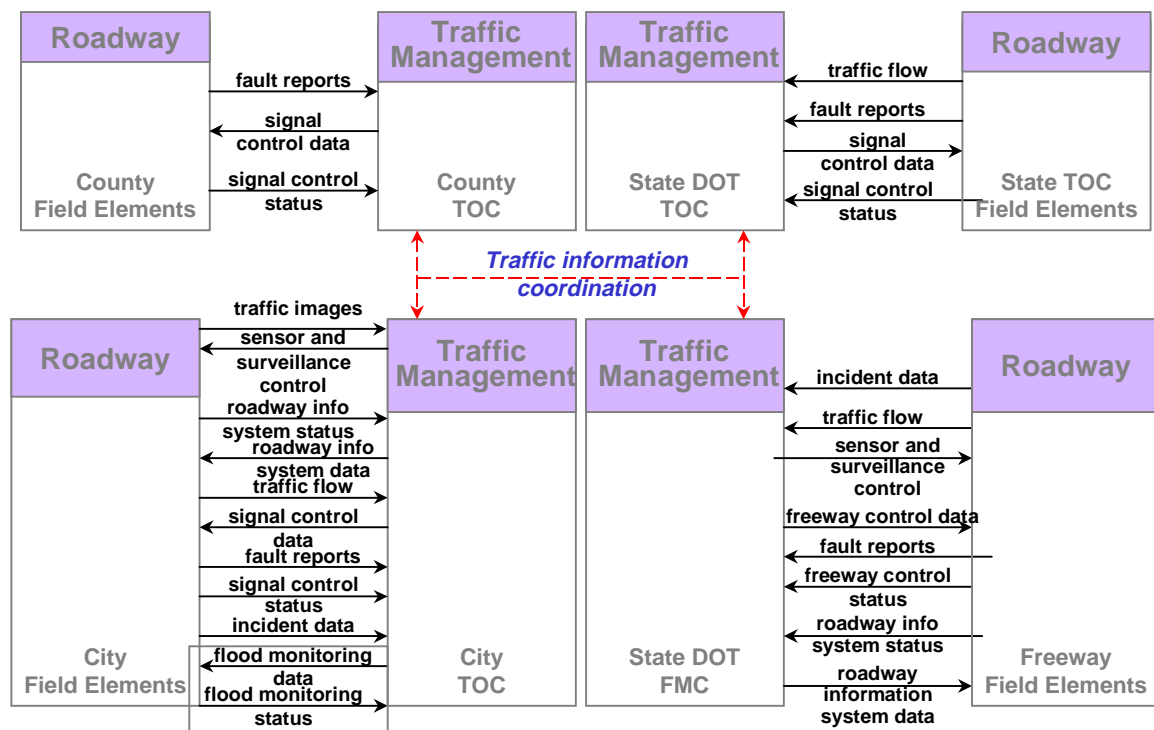 Roadway
fault reports
signal
control data
signal control
status
County
Field Elements
Traffic
Management
County
TOC
Traffic
Management
State DOT
TOC
traffic flow
fault reports
signal
control data
signal control
status
Roadway
State TOC
Field Elements
Traffic information
coordination
Roadway
City
Field Elements
traffic images
sensor and
surveillance
control
roadway info
system status
roadway info
system data
traffic flow
signal control
data
fault reports
signal control
status
incident data
flood monitoring
data
flood monitoring
status
Traffic
Management
City
TOC
Traffic
Management
State DOT
FMC
incident data
traffic flow
sensor and
surveillance
control
freeway control data
fault reports
freeway control
status
roadway info
system status
roadway
information
system data
Roadway
Freeway
Field Elements